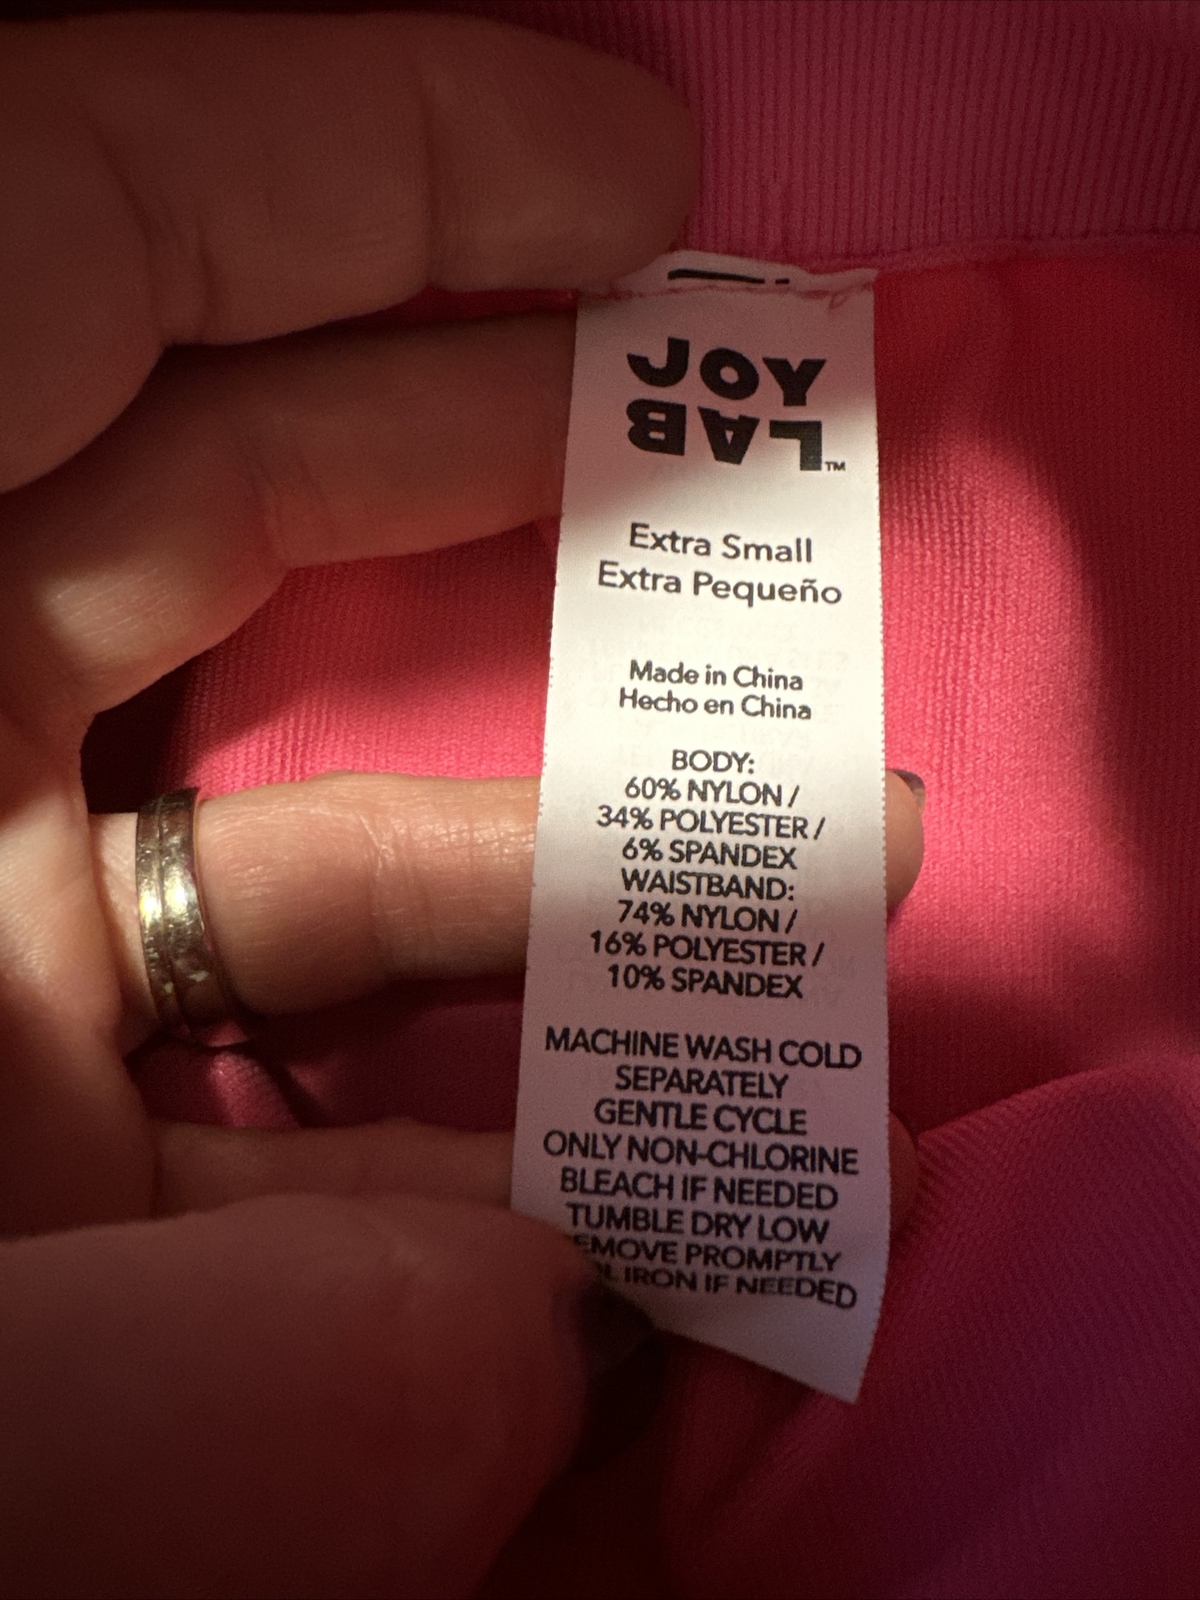 JOY
LAB™
Extra Small
Extra Pequeño
Made in China
Hecho en China
BODY:
60% NYLON /
34% POLYESTER /
6% SPANDEX
WAISTBAND:
74% NYLON /
16% POLYESTER /
10% SPANDEX
MACHINE WASH COLD
SEPARATELY
GENTLE CYCLE
ONLY NON-CHLORINE
BLEACH IF NEEDED
TUMBLE DRY LOW
EMOVE PROMPTLY
IRON IF NEEDED